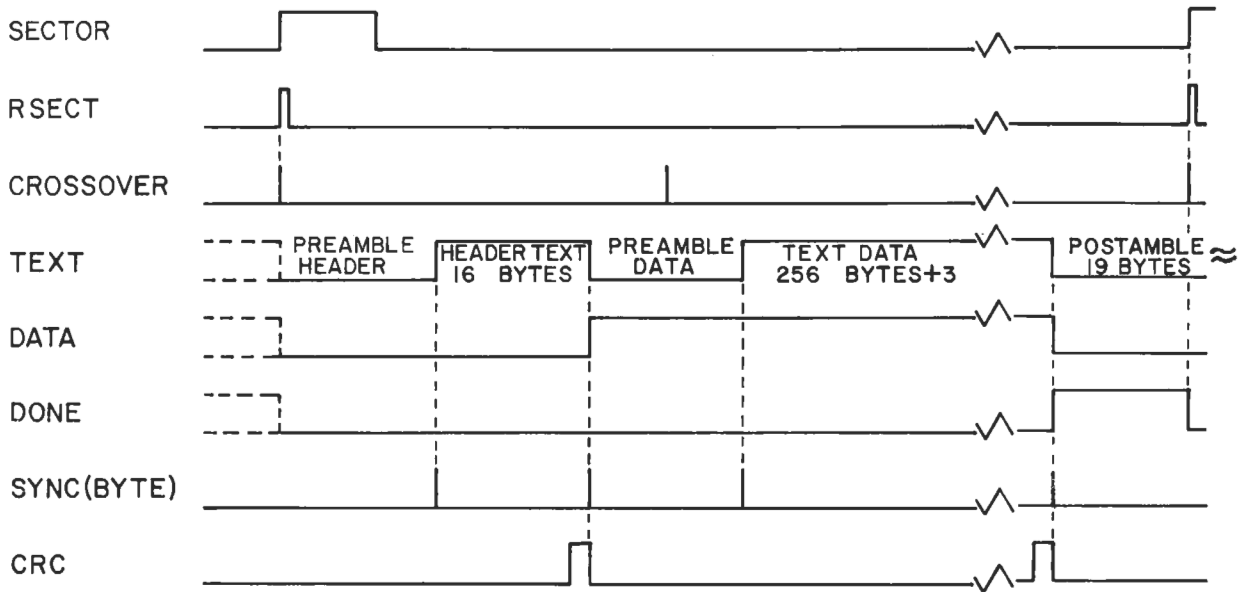 SECTOR
RSECT
CROSSOVER
TEXT
PREAMBLE
HEADER
HEADER TEXT
16 BYTES
PREAMBLE
DATA
TEXT DATA
256 BYTES+3
POSTAMBLE
19 BYTES
DATA
DONE
SYNC(BYTE)
CRC